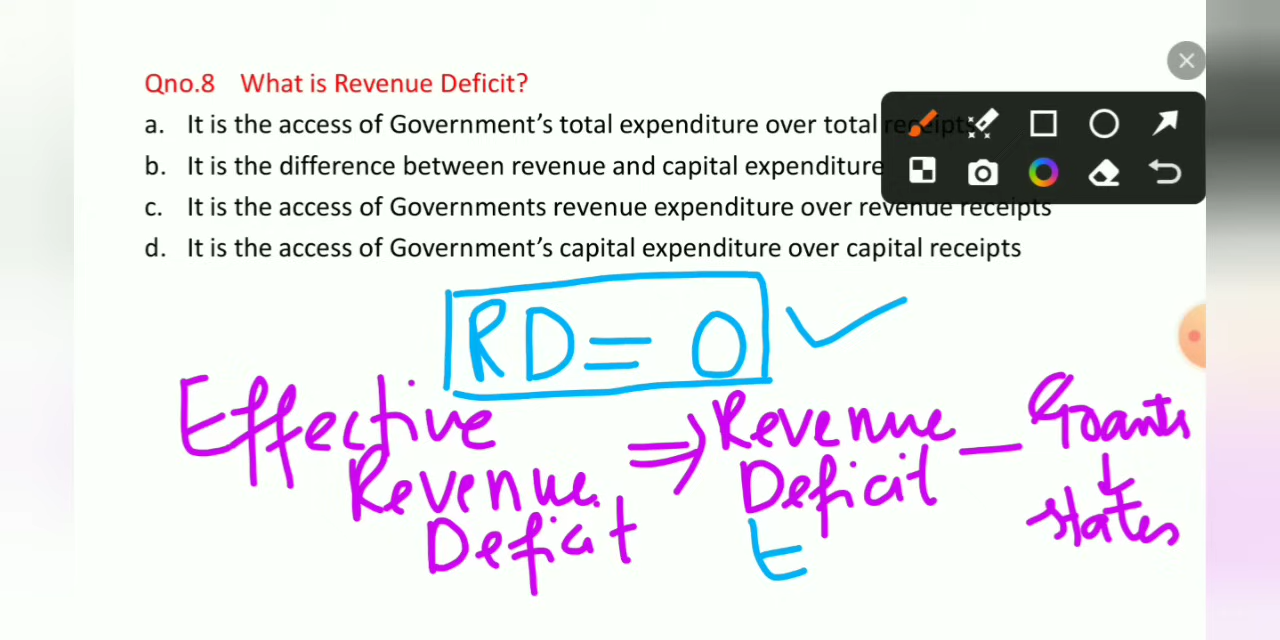 Qno.8 What is Revenue Deficit?
a. It is the access of Government's total expenditure over total receipts
b. It is the difference between revenue and capital expenditure
c. It is the access of Governments revenue expenditure over revenue receipts
d. It is the access of Government's capital expenditure over capital receipts
RD = 0
Effective Revenue Deficit ⇒ Revenue Deficit — Grants ↓ states
E